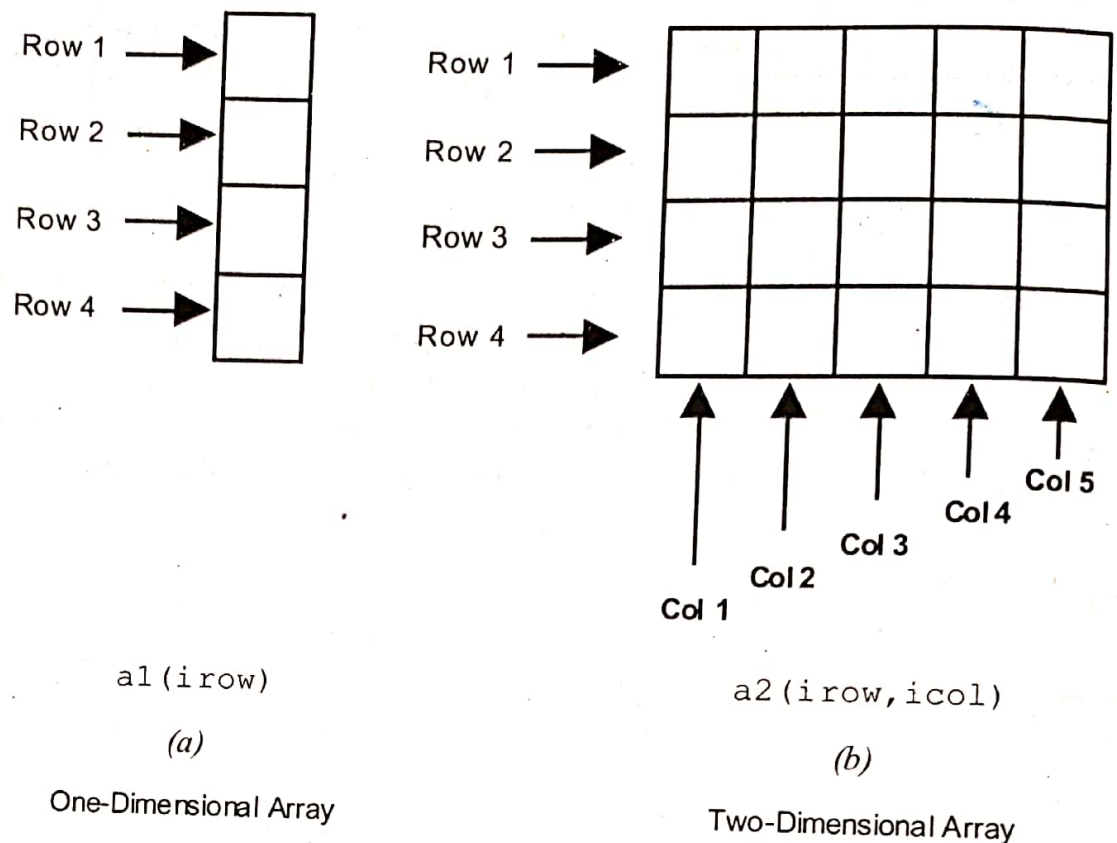 Row 1
Row 2
Row 3
Row 4
a1(irow)
(a)
One-Dimensional Array
Row 1
Row 2
Row 3
Row 4
Col 5
Col 4
Col 3
Col 2
Col 1
a2(irow,icol)
(b)
Two-Dimensional Array